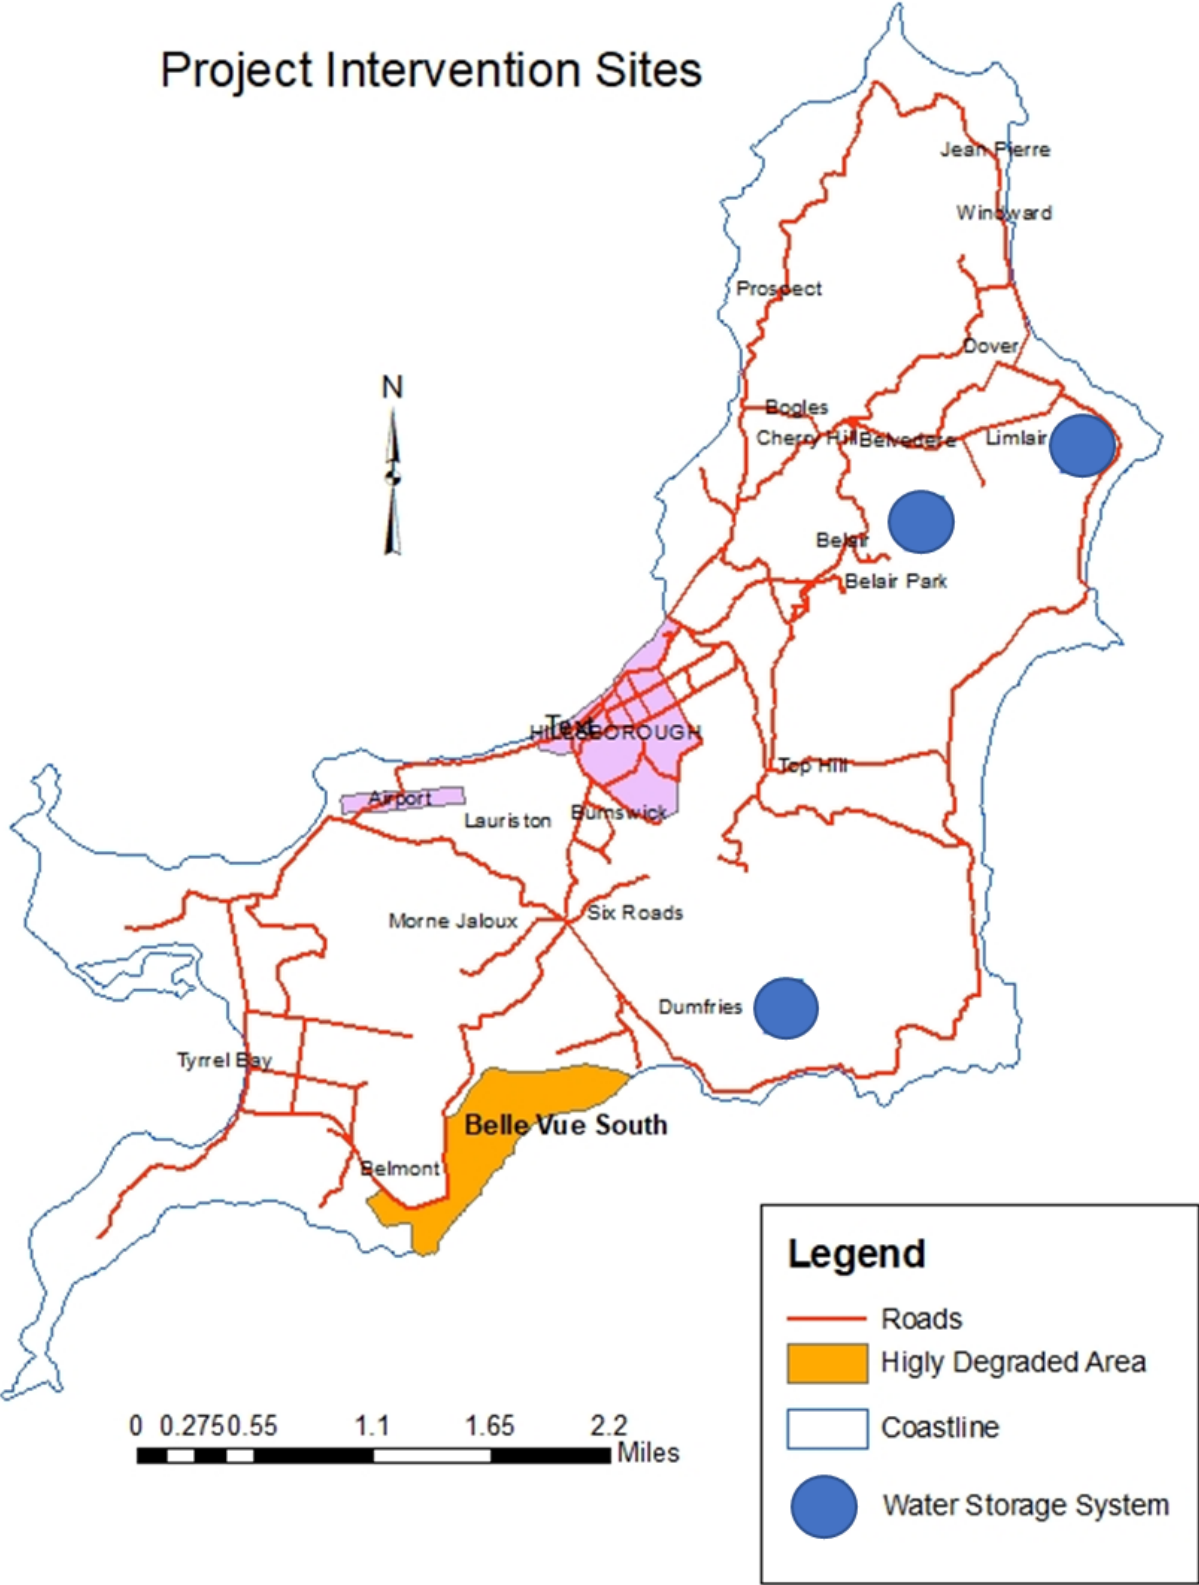 Project Intervention Sites
Jean Pierre
Windward
Prospect
Dover
N
Bogles
Cherry Hill
Belvedere
Limlair
Belair
Belair Park
Text
HILLSBOROUGH
Top Hill
Airport
Lauriston
Burnswick
Morne Jaloux
Six Roads
Dumfries
Tyrrel Bay
Belle Vue South
Belmont
Legend
Roads
Higly Degraded Area
Coastline
Water Storage System
0 0.275 0.55 1.1 1.65 2.2
Miles